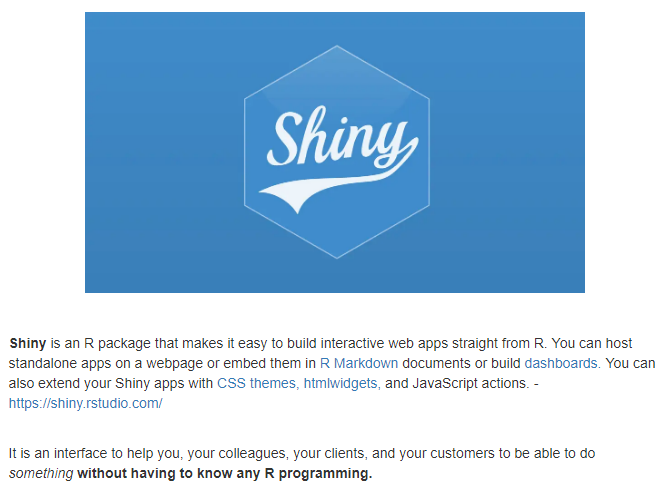 Shiny
Shiny is an R package that makes it easy to build interactive web apps straight from R. You can host
standalone apps on a webpage or embed them in R Markdown documents or build dashboards. You can
also extend your Shiny apps with CSS themes, htmlwidgets, and JavaScript actions. -
https://shiny.rstudio.com/
It is an interface to help you, your colleagues, your clients, and your customers to be able to do
something without having to know any R programming.